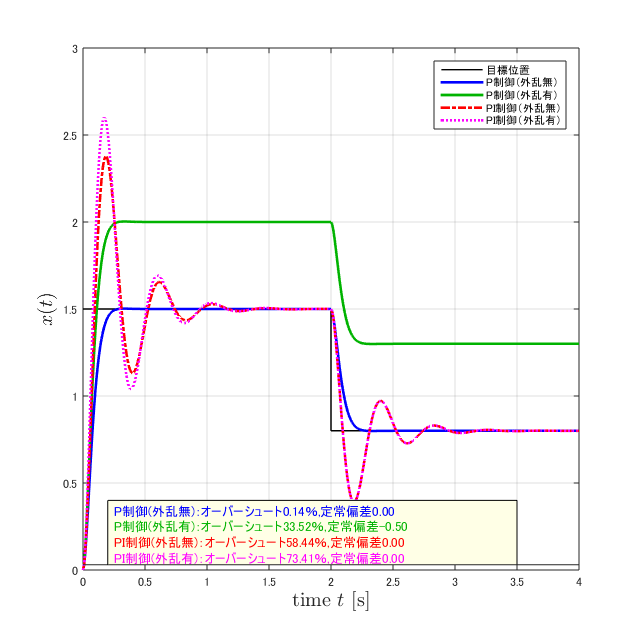 3
2.5
2
1.5
1
0.5
0
0
0.5
1
1.5
2
2.5
3
3.5
4
x(t)
time t [s]
目標位置
P制御(外乱無)
P制御(外乱有)
PI制御(外乱無)
PI制御(外乱有)
P制御(外乱無):オーバーシュート0.14%,定常偏差0.00
P制御(外乱有):オーバーシュート33.52%,定常偏差-0.50
PI制御(外乱無):オーバーシュート58.44%,定常偏差0.00
PI制御(外乱有):オーバーシュート73.41%,定常偏差0.00